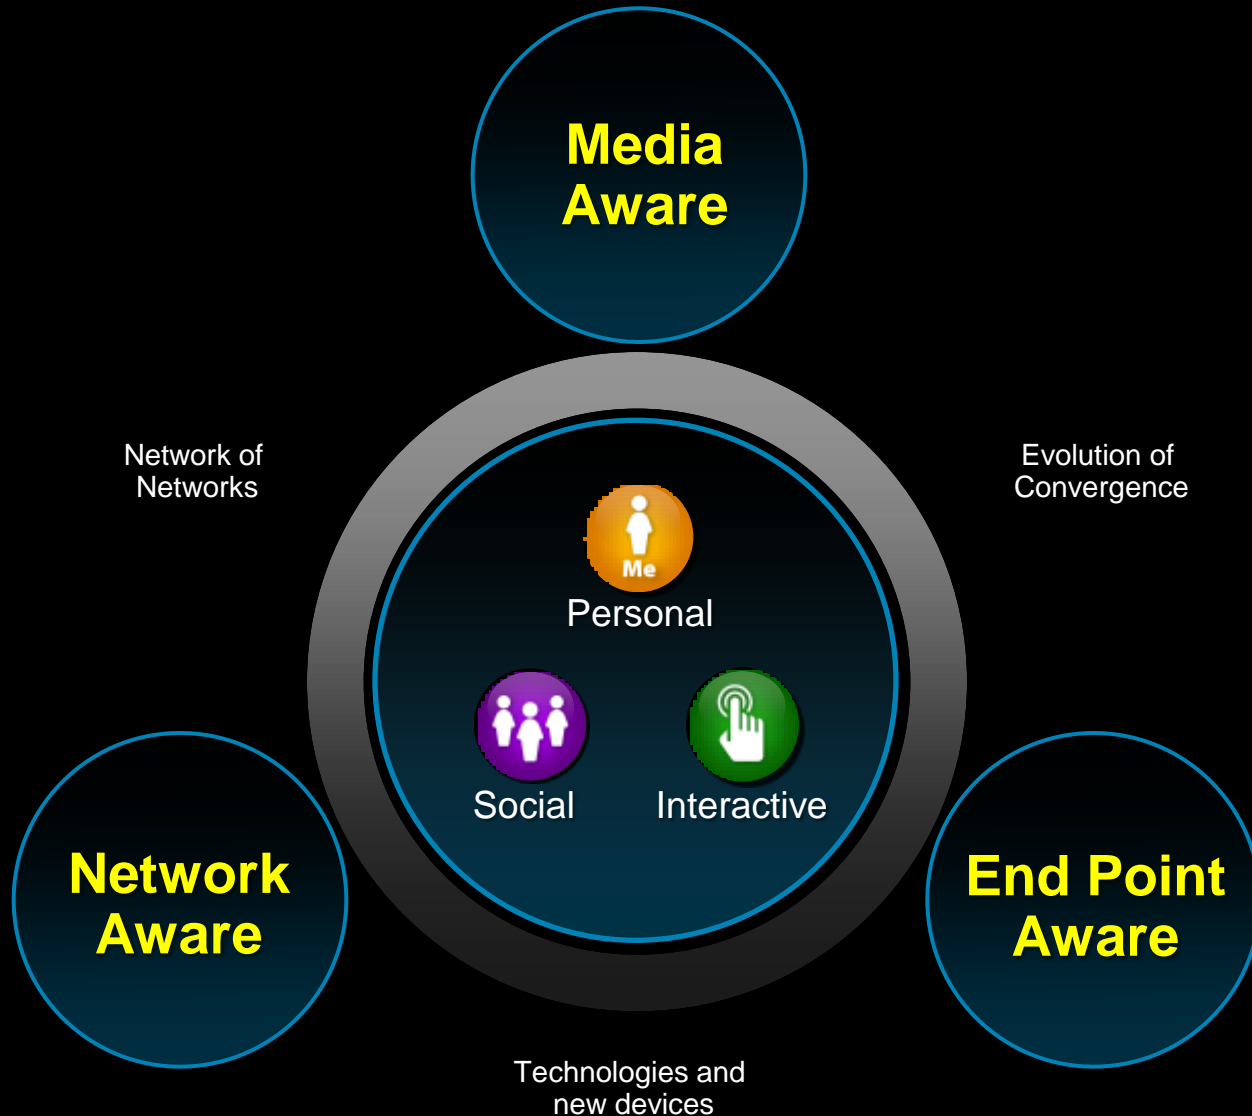 Media
Aware
Network of
Networks
Evolution of
Convergence
Me
Personal
Social
Interactive
Network
Aware
End Point
Aware
Technologies and
new devices